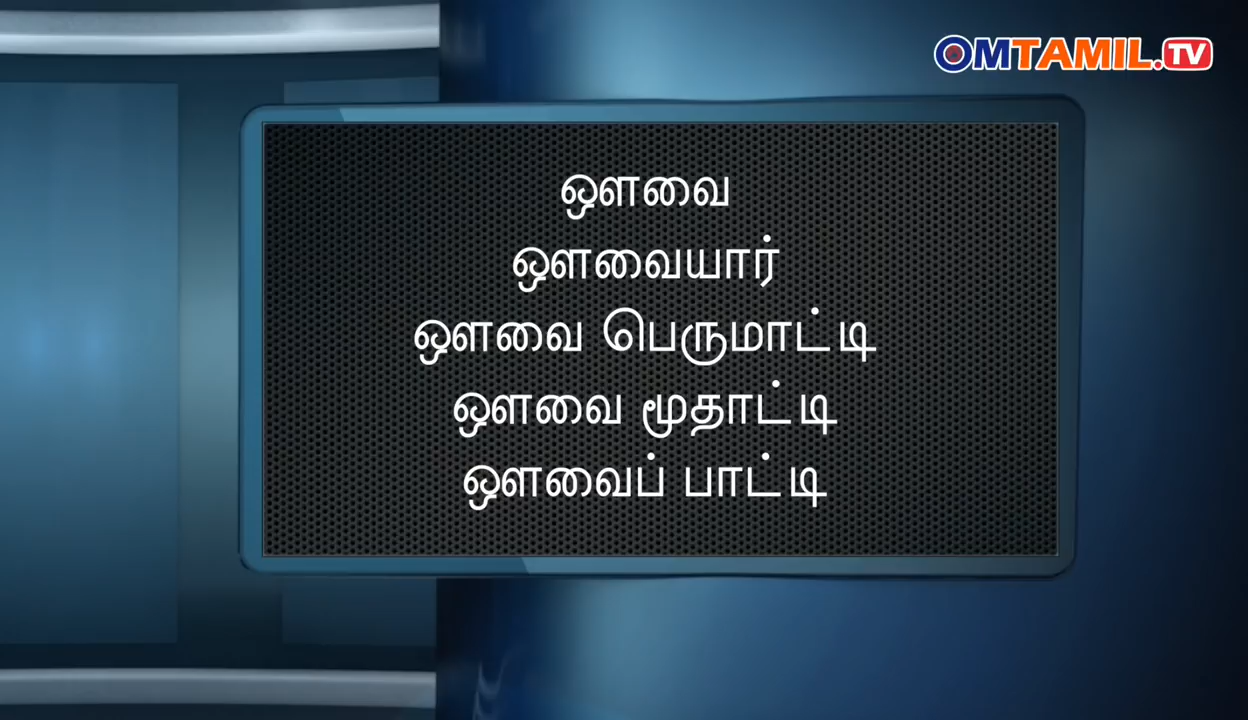 OMTAMIL.TV
ஔவை
ஔவையார்
ஔவை பெருமாட்டி
ஔவை மூதாட்டி
ஔவைப் பாட்டி